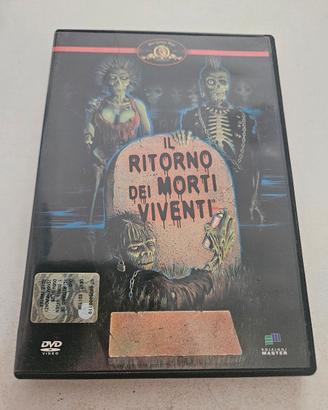 IL
RITORNO
DEI MORTI
VIVENTI
DVD
VIDEO
EDIZIONI
MASTER